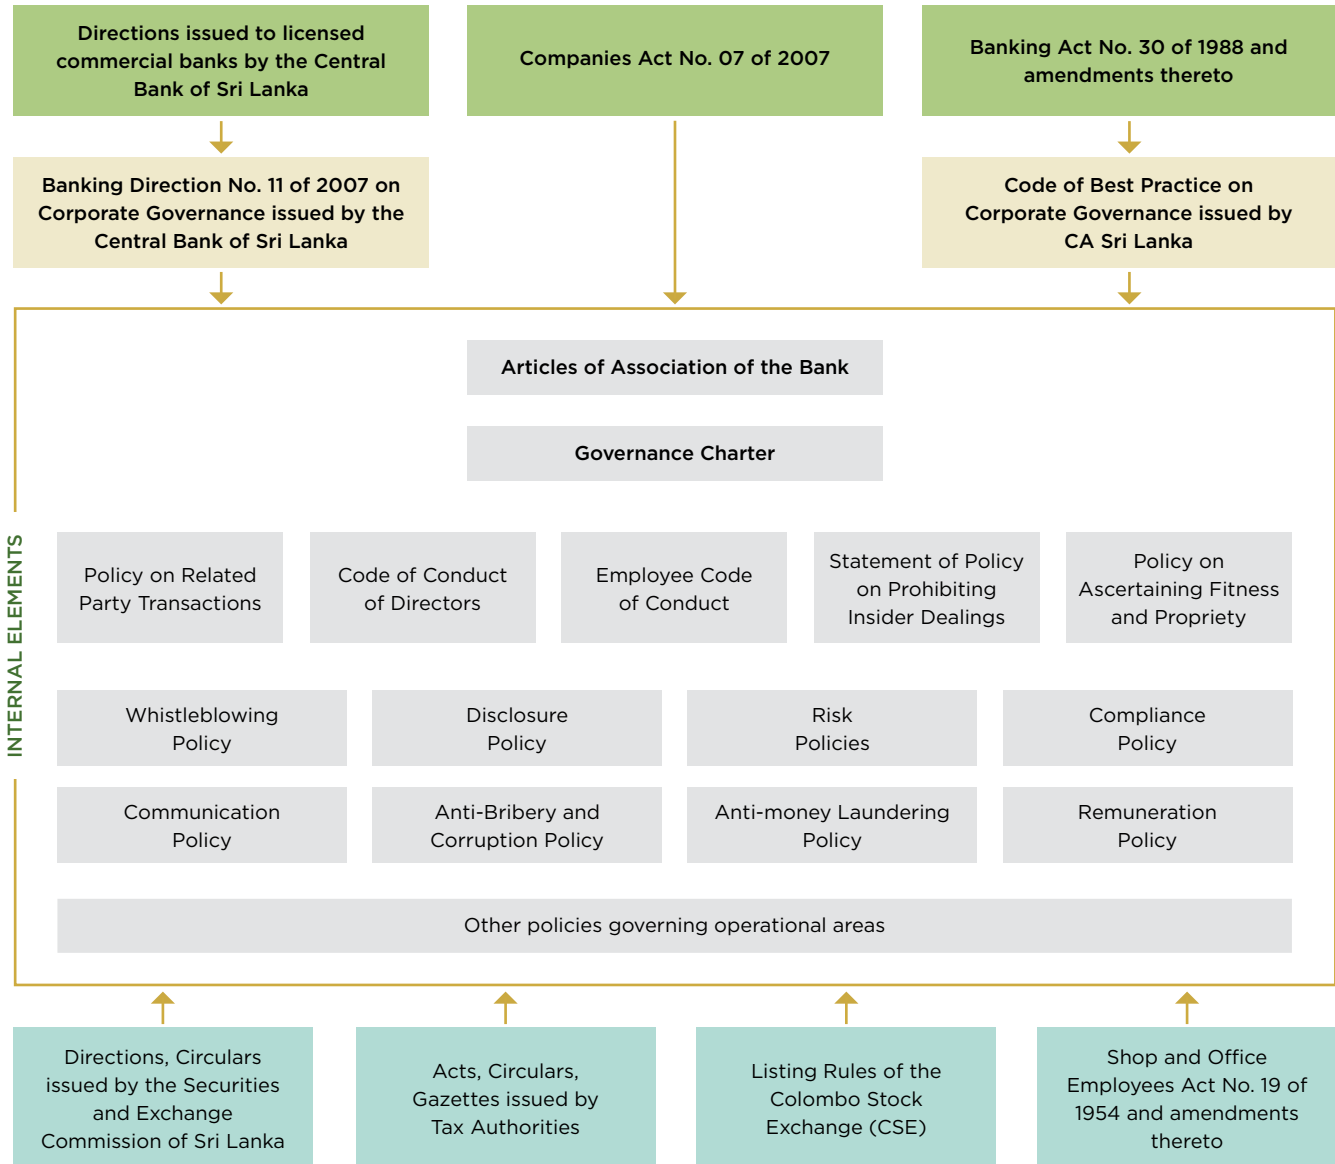 Directions issued to licensed
commercial banks by the Central
Bank of Sri Lanka
Companies Act No. 07 of 2007
Banking Act No. 30 of 1988 and
amendments thereto
Banking Direction No. 11 of 2007 on
Corporate Governance issued by the
Central Bank of Sri Lanka
Code of Best Practice on
Corporate Governance issued by
CA Sri Lanka
INTERNAL ELEMENTS
Articles of Association of the Bank
Governance Charter
Policy on Related
Party Transactions
Code of Conduct
of Directors
Employee Code
of Conduct
Statement of Policy
on Prohibiting
Insider Dealings
Policy on
Ascertaining Fitness
and Propriety
Whistleblowing
Policy
Disclosure
Policy
Risk
Policies
Compliance
Policy
Communication
Policy
Anti-Bribery and
Corruption Policy
Anti-money Laundering
Policy
Remuneration
Policy
Other policies governing operational areas
Directions, Circulars
issued by the Securities
and Exchange
Commission of Sri Lanka
Acts, Circulars,
Gazettes issued by
Tax Authorities
Listing Rules of the
Colombo Stock
Exchange (CSE)
Shop and Office
Employees Act No. 19 of
1954 and amendments
thereto